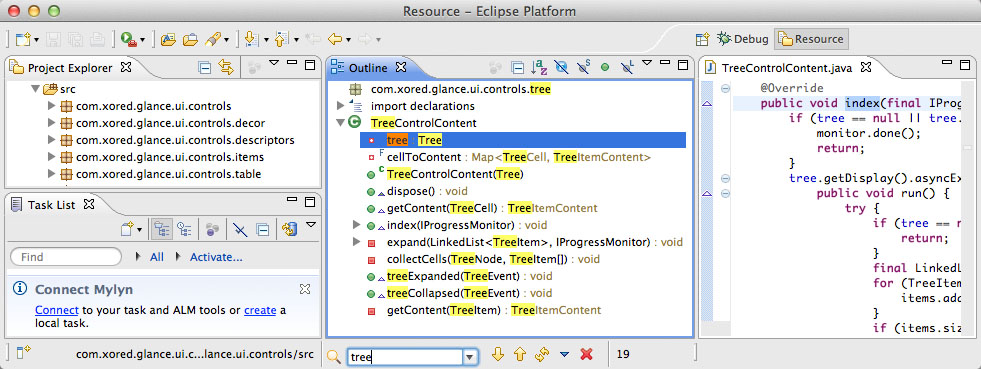 Resource – Eclipse Platform
Debug
Resource
Project Explorer
src
com.xored.glance.ui.controls
com.xored.glance.ui.controls.decor
com.xored.glance.ui.controls.descriptors
com.xored.glance.ui.controls.items
com.xored.glance.ui.controls.table
Task List
Find
All
Activate...
Connect Mylyn
Connect to your task and ALM tools or create a local task.
Outline
com.xored.glance.ui.controls.tree
import declarations
TreeControlContent
tree : Tree
cellToContent : Map<TreeCell, TreeItemContent>
TreeControlContent(Tree)
dispose() : void
getContent(TreeCell) : TreeItemContent
index(IProgressMonitor) : void
expand(LinkedList<TreeItem>, IProgressMonitor) : void
collectCells(TreeNode, TreeItem[]) : void
treeExpanded(TreeEvent) : void
treeCollapsed(TreeEvent) : void
getContent(TreeItem) : TreeItemContent
TreeControlContent.java
@Override
public void index(final IProg
if (tree == null || tree.
monitor.done();
return;
}
tree.getDisplay().asyncEx
public void run() {
try {
if (tree == n
return;
}
final LinkedL
for (TreeItem
items.add
}
if (items.siz
com.xored.glance.ui.c...lance.ui.controls/src
tree
19